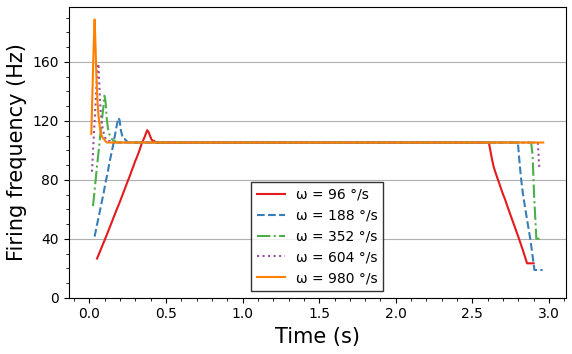 Firing frequency (Hz)
160
120
80
40
0
ω = 96 °/s
ω = 188 °/s
ω = 352 °/s
ω = 604 °/s
ω = 980 °/s
0.0 0.5 1.0 1.5 2.0 2.5 3.0
Time (s)